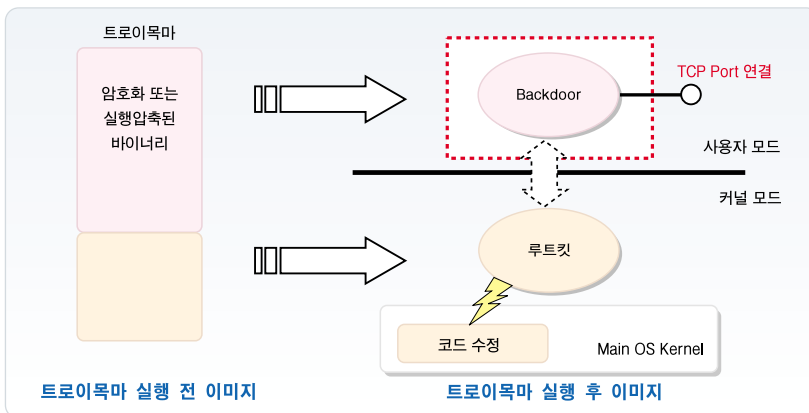 트로이목마
암호화 또는
실행압축된
바이너리
Backdoor
TCP Port 연결
사용자 모드
커널 모드
루트킷
코드 수정
Main OS Kernel
트로이목마 실행 전 이미지
트로이목마 실행 후 이미지